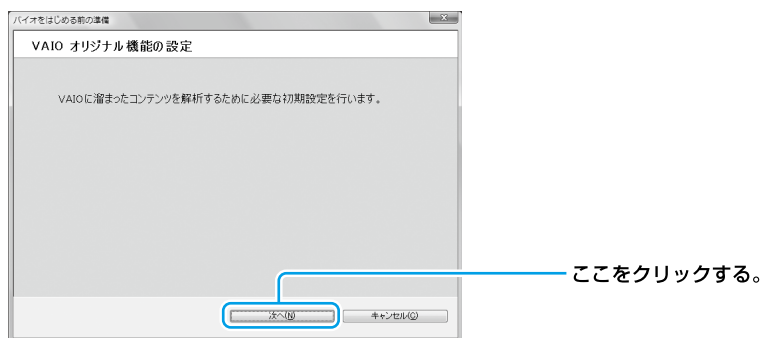 バイオをはじめる前の準備
VAIO オリジナル機能の設定
VAIOに溜まったコンテンツを解析するために必要な初期設定を行います。
ここをクリックする。
次へ(N) キャンセル(C)